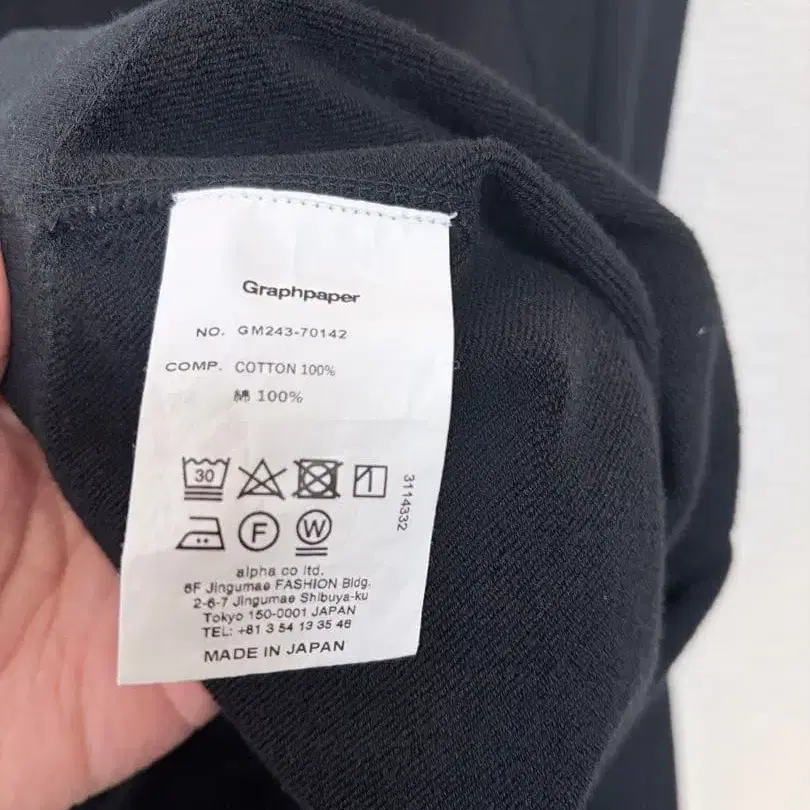 Graphpaper
NO. GM243-70142
COMP. COTTON 100%
綿 100%
30
F
W
3114332
alpha co ltd.
6F Jingumae FASHION Bldg.
2-6-7 Jingumae Shibuya-ku
Tokyo 150-0001 JAPAN
TEL: +81 3 54 13 35 46
MADE IN JAPAN